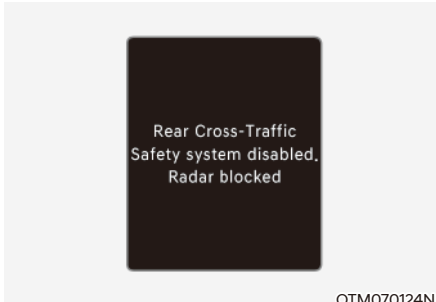 Rear Cross-Traffic
Safety system disabled.
Radar blocked
OTM070124N